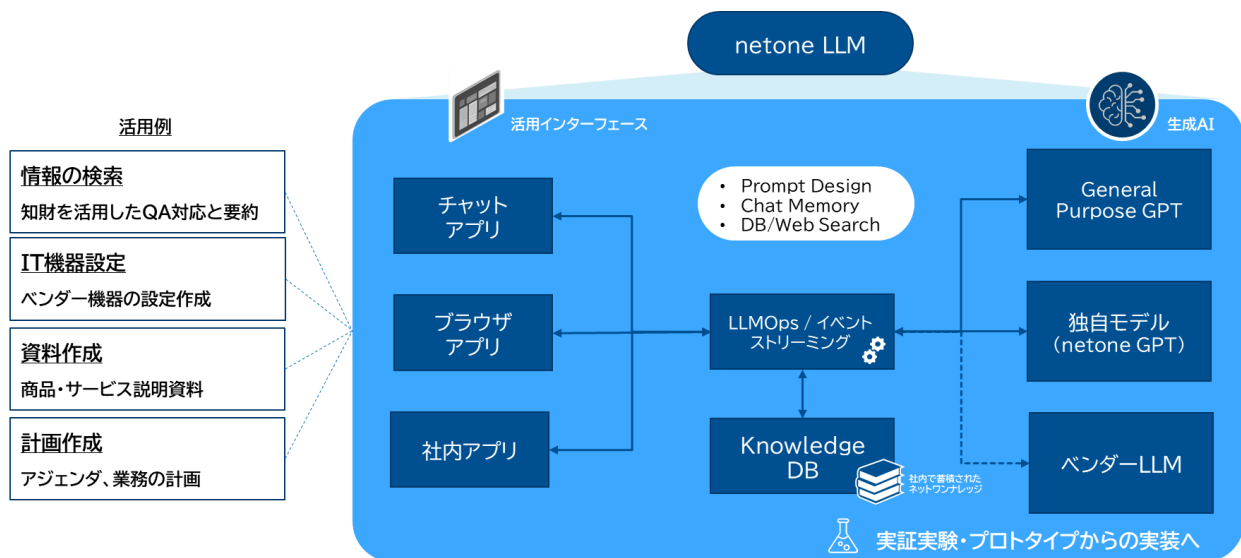 netone LLM
活用例
情報の検索
知財を活用したQA対応と要約
IT機器設定
ベンダー機器の設定作成
資料作成
商品・サービス説明資料
計画作成
アジェンダ、業務の計画
活用インターフェース
生成AI
チャット
アプリ
ブラウザ
アプリ
社内アプリ
• Prompt Design
• Chat Memory
• DB/Web Search
LLMOps / イベント
ストリーミング
Knowledge
DB
社内で蓄積された
ネットワンナレッジ
General
Purpose GPT
独自モデル
(netone GPT)
ベンダーLLM
実証実験・プロトタイプからの実装へ